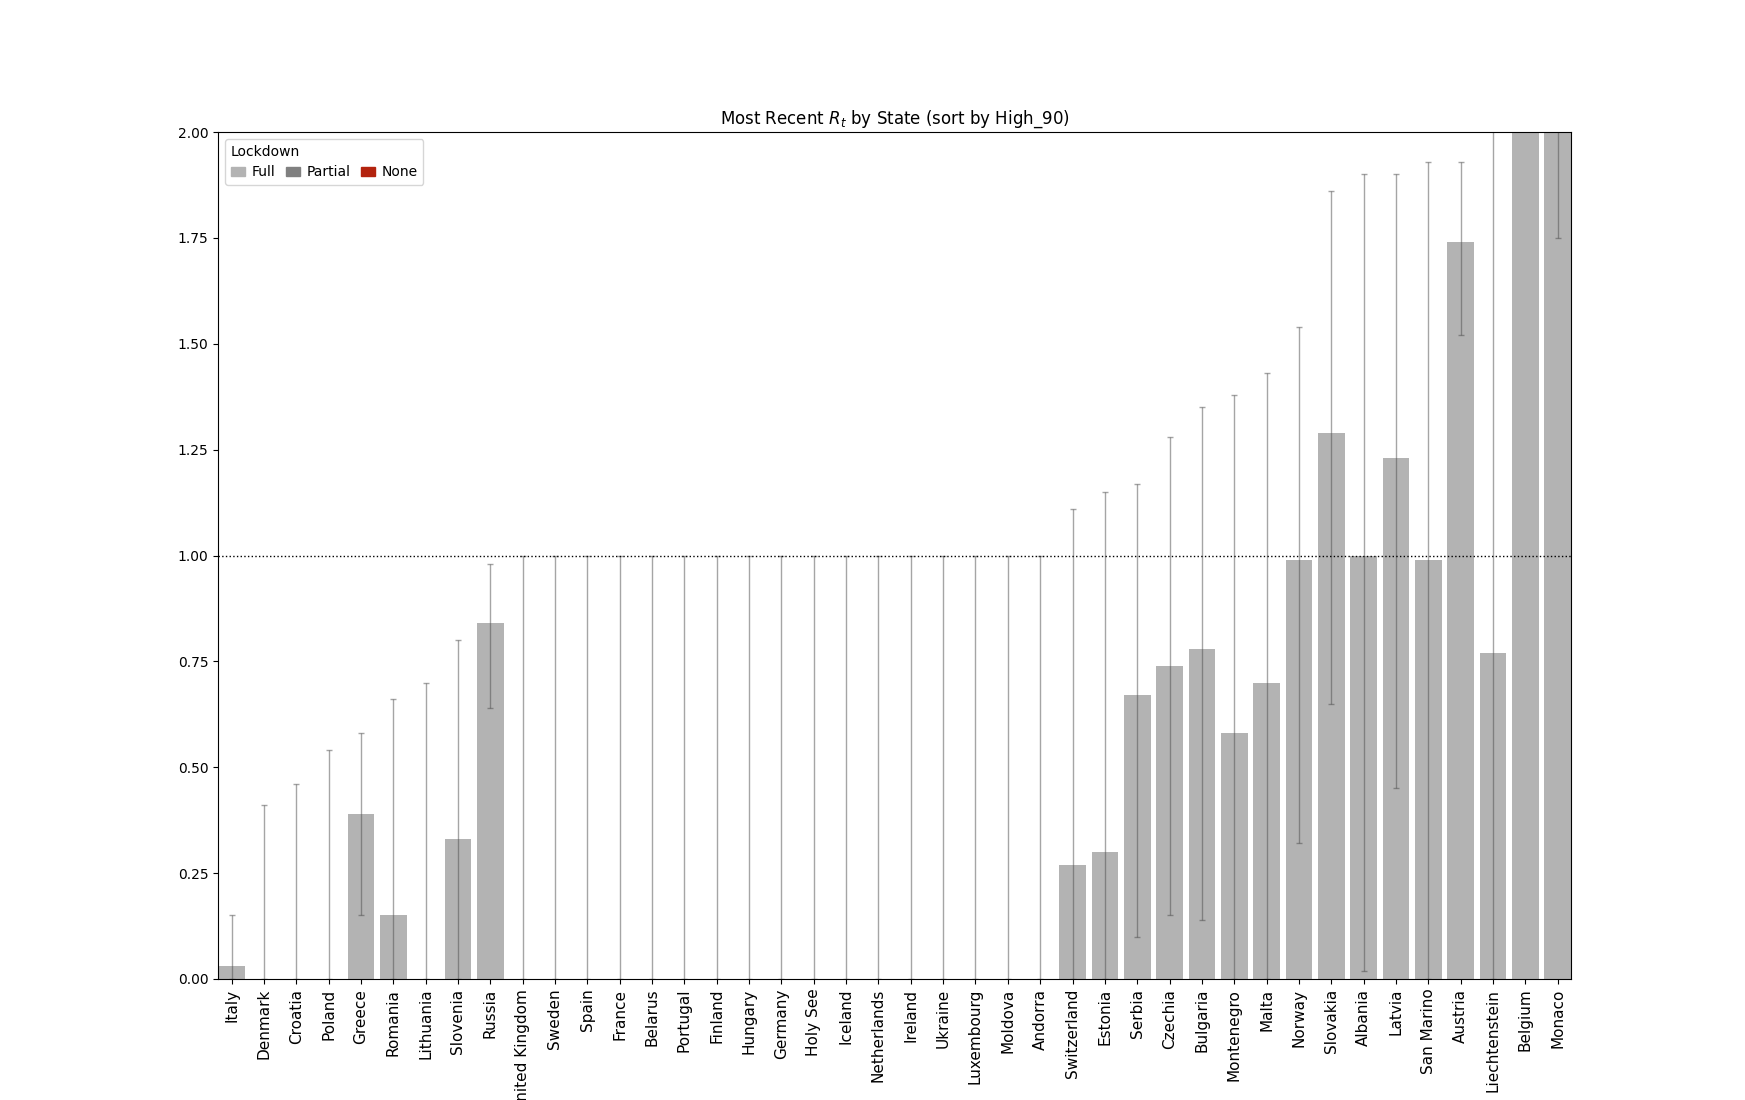 Most Recent R_t by State (sort by High_90)
Lockdown
Full Partial None
2.00
1.75
1.50
1.25
1.00
0.75
0.50
0.25
0.00
Italy
Denmark
Croatia
Poland
Greece
Romania
Lithuania
Slovenia
Russia
nited Kingdom
Sweden
Spain
France
Belarus
Portugal
Finland
Hungary
Germany
Holy See
Iceland
Netherlands
Ireland
Ukraine
Luxembourg
Moldova
Andorra
Switzerland
Estonia
Serbia
Czechia
Bulgaria
Montenegro
Malta
Norway
Slovakia
Albania
Latvia
San Marino
Austria
Liechtenstein
Belgium
Monaco